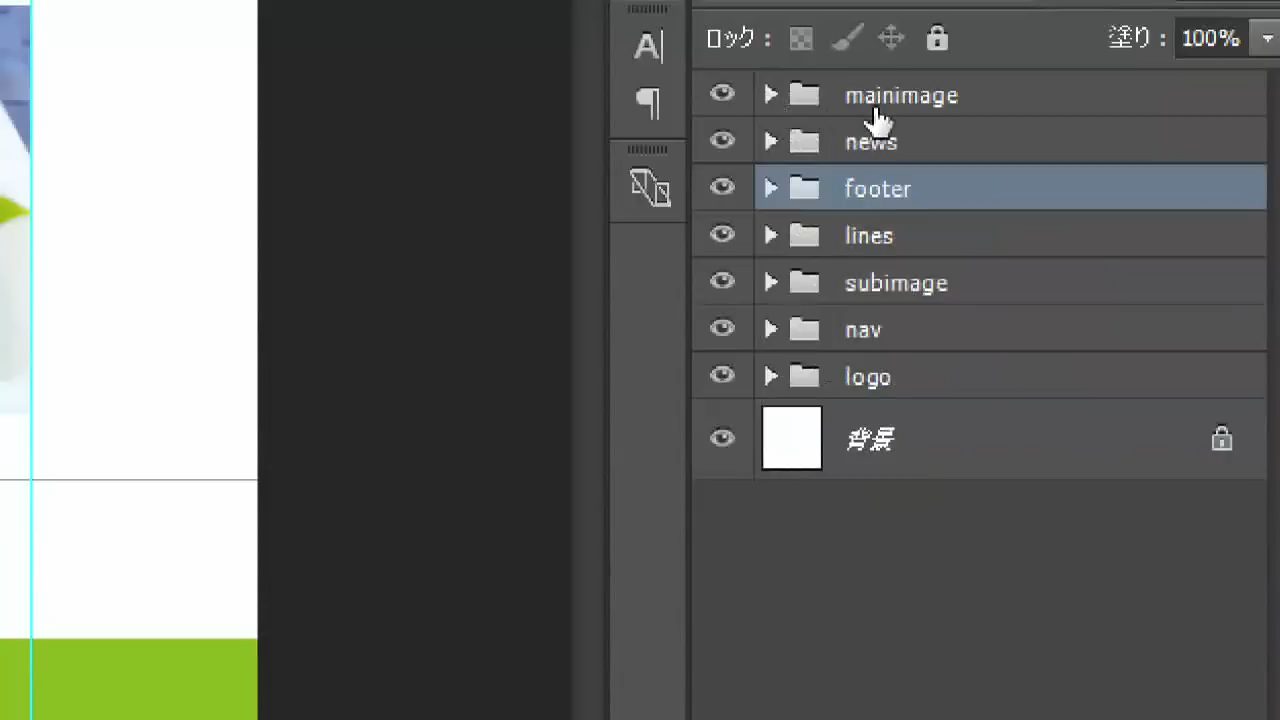 ロック： 塗り： 100%
mainimage
news
footer
lines
subimage
nav
logo
背景